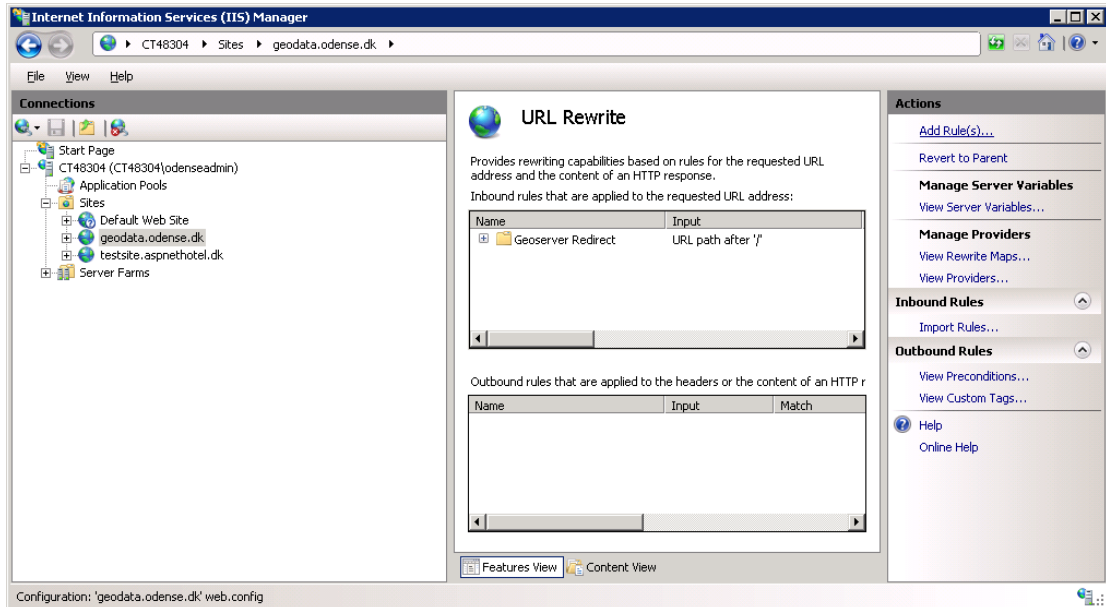 Internet Information Services (IIS) Manager
CT48304 Sites geodata.odense.dk
File View Help
Connections
Start Page
CT48304 (CT48304\odenseadmin)
Application Pools
Sites
Default Web Site
geodata.odense.dk
testsite.aspnethotel.dk
Server Farms
URL Rewrite
Provides rewriting capabilities based on rules for the requested URL
address and the content of an HTTP response.
Inbound rules that are applied to the requested URL address:
Name Input
Geoserver Redirect URL path after '/'
Outbound rules that are applied to the headers or the content of an HTTP r
Name Input Match
Features View Content View
Actions
Add Rule(s)...
Revert to Parent
Manage Server Variables
View Server Variables...
Manage Providers
View Rewrite Maps...
View Providers...
Inbound Rules
Import Rules...
Outbound Rules
View Preconditions...
View Custom Tags...
Help
Online Help
Configuration: 'geodata.odense.dk' web.config